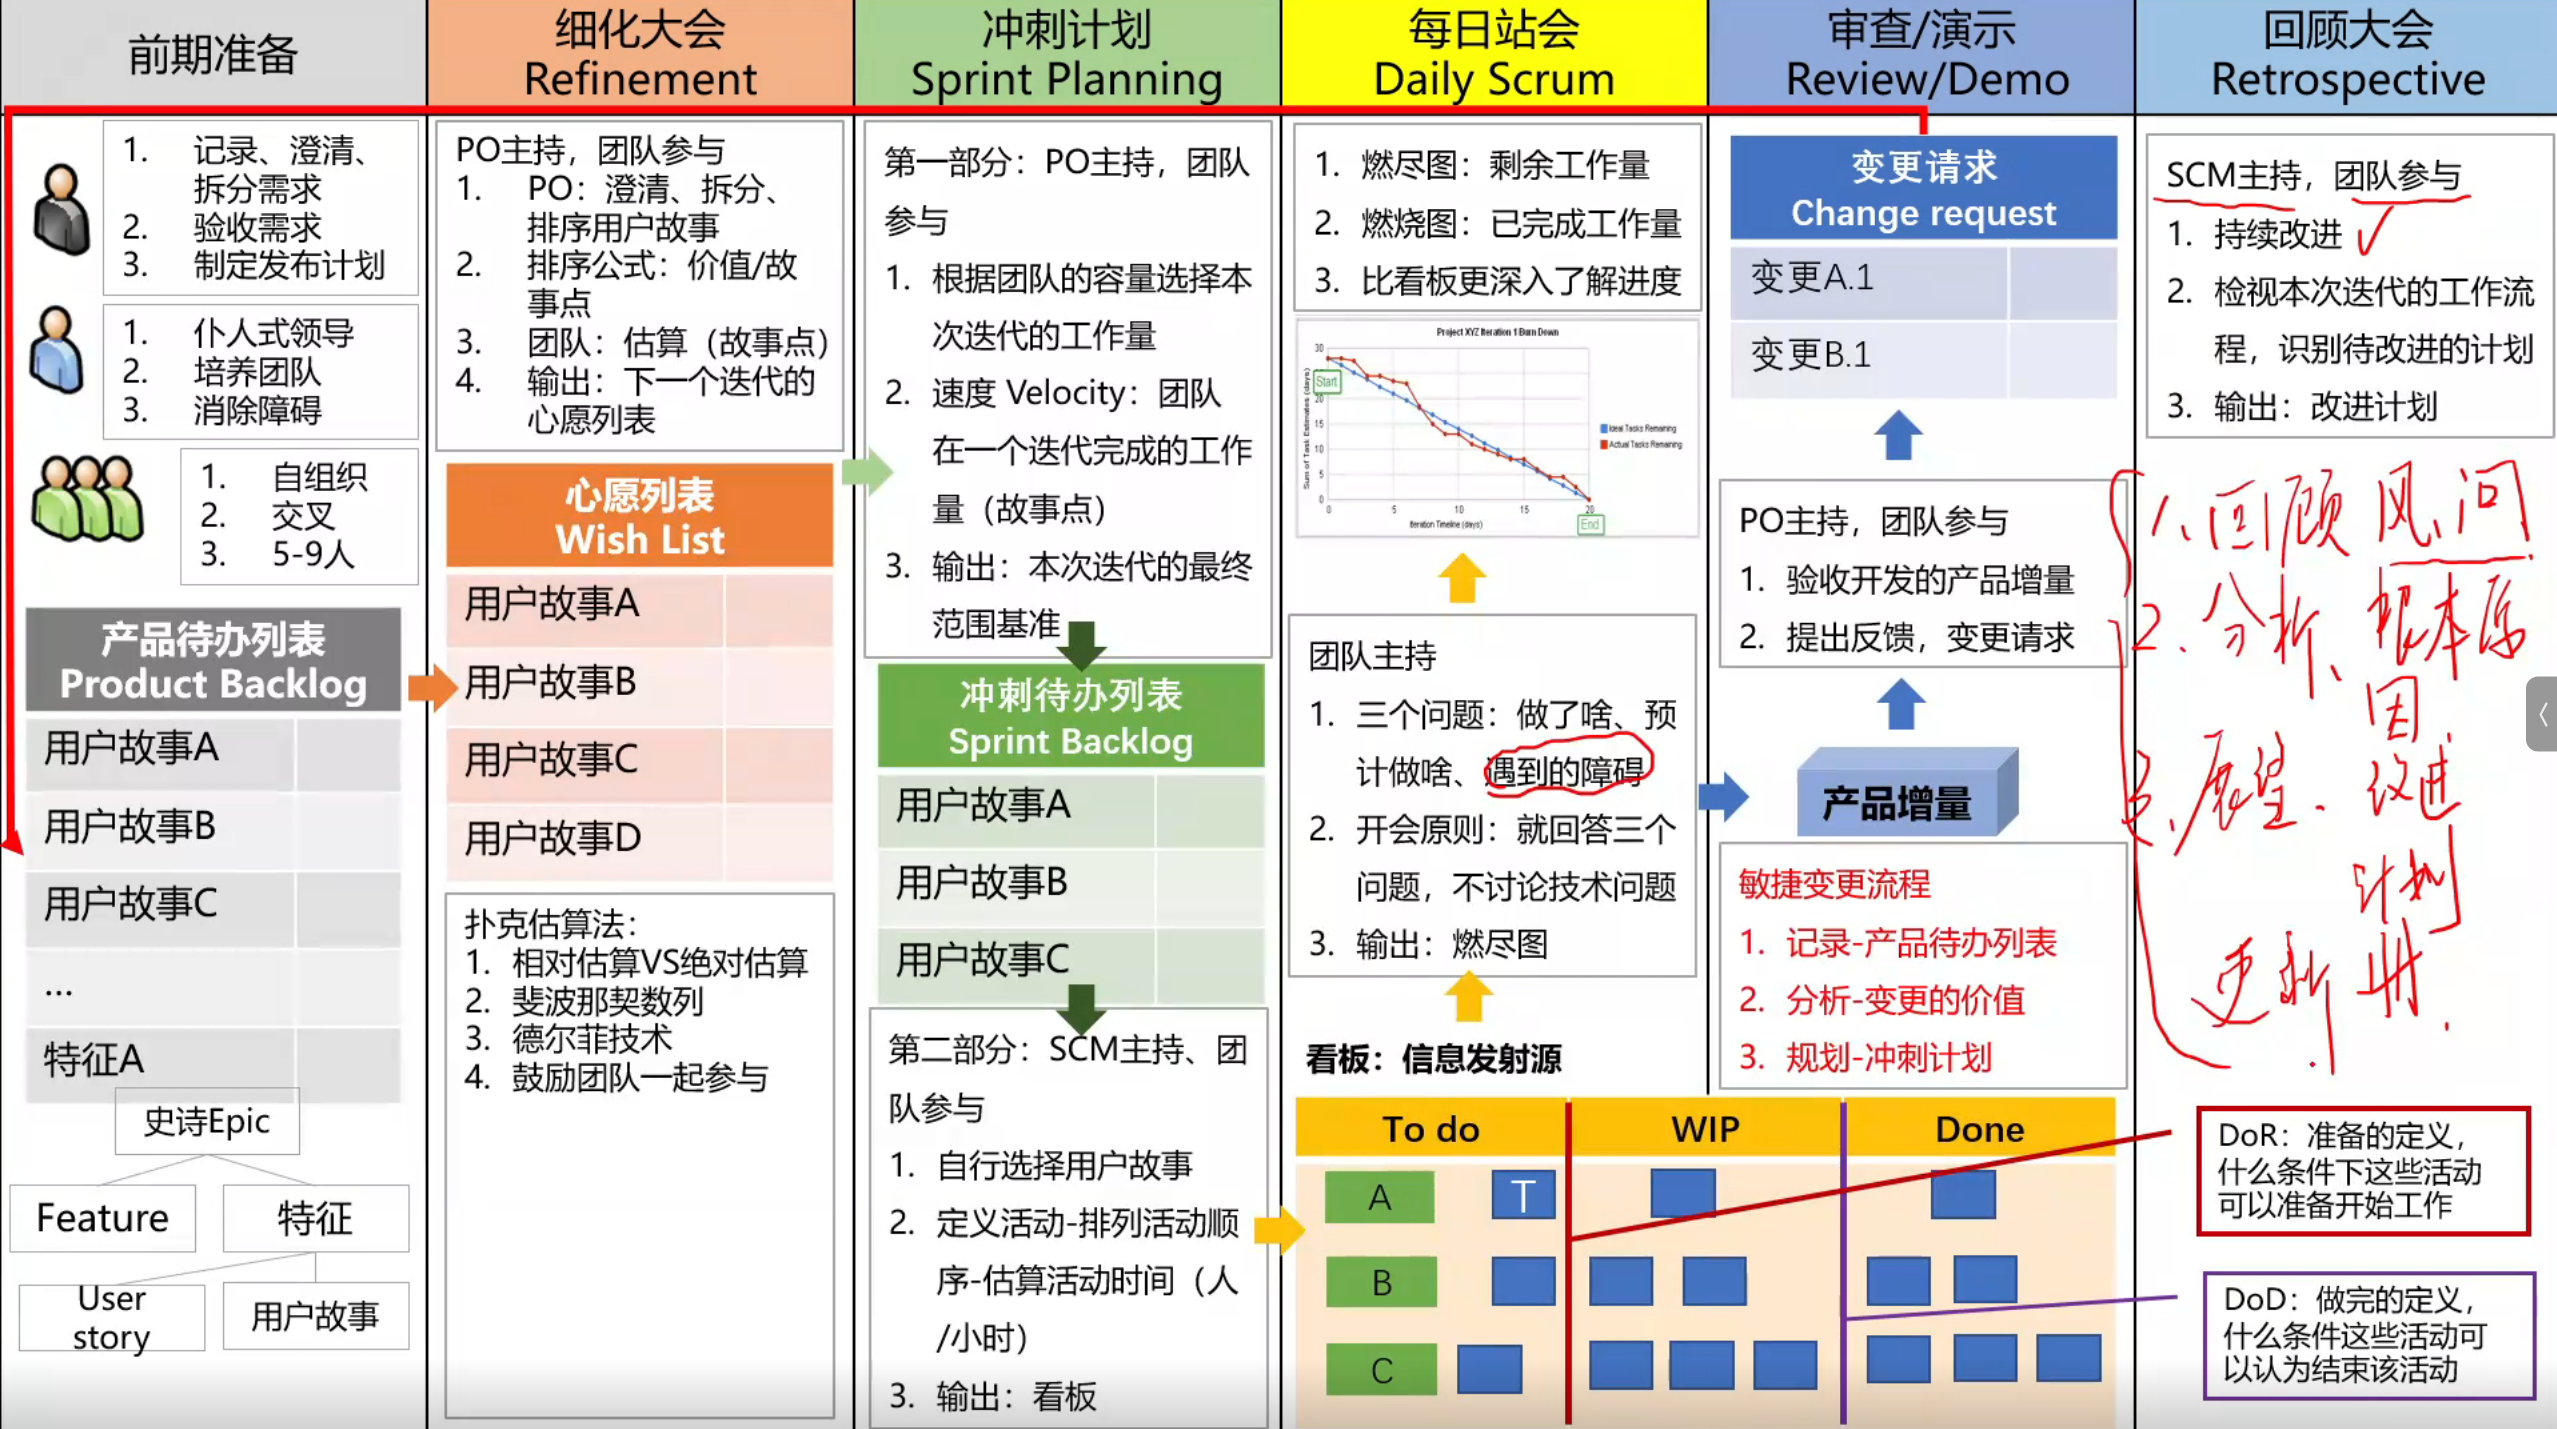 前期准备
1. 记录、澄清、
拆分需求
2. 验收需求
3. 制定发布计划
1. 仆人式领导
2. 培养团队
3. 消除障碍
1. 自组织
2. 交叉
3. 5-9人
产品待办列表
Product Backlog
用户故事A
用户故事B
用户故事C
...
特征A
史诗Epic
Feature
特征
User
story
用户故事
细化大会
Refinement
PO主持，团队参与
1. PO：澄清、拆分、
排序用户故事
2. 排序公式：价值/故
事点
3. 团队：估算（故事点）
4. 输出：下一个迭代的
心愿列表
心愿列表
Wish List
用户故事A
用户故事B
用户故事C
用户故事D
扑克估算法：
1. 相对估算VS绝对估算
2. 斐波那契数列
3. 德尔菲技术
4. 鼓励团队一起参与
冲刺计划
Sprint Planning
第一部分：PO主持，团队
参与
1. 根据团队的容量选择本
次迭代的工作量
2. 速度 Velocity：团队
在一个迭代完成的工作
量（故事点）
3. 输出：本次迭代的最终
范围基准
冲刺待办列表
Sprint Backlog
用户故事A
用户故事B
用户故事C
第二部分：SCM主持、团
队参与
1. 自行选择用户故事
2. 定义活动-排列活动顺
序-估算活动时间（人
/小时）
3. 输出：看板
每日站会
Daily Scrum
1. 燃尽图：剩余工作量
2. 燃烧图：已完成工作量
3. 比看板更深入了解进度
Project XYZ Iteration 1 Burn Down
Sum of Task Estimates (days)
30
20
15
10
5
0
Start
0 5 10 15 20
Iteration Timeline (days)
End
Ideal Tasks Remaining
Actual Tasks Remaining
团队主持
1. 三个问题：做了啥、预
计做啥、遇到的障碍
2. 开会原则：就回答三个
问题，不讨论技术问题
3. 输出：燃尽图
看板：信息发射源
To do WIP Done
A T
B
C
审查/演示
Review/Demo
变更请求
Change request
变更A.1
变更B.1
PO主持，团队参与
1. 验收开发的产品增量
2. 提出反馈，变更请求
产品增量
敏捷变更流程
1. 记录-产品待办列表
2. 分析-变更的价值
3. 规划-冲刺计划
回顾大会
Retrospective
SCM主持，团队参与
1. 持续改进
2. 检视本次迭代的工作流
程，识别待改进的计划
3. 输出：改进计划
1、回顾 风、问
2、分析、根本原
因
3、展望、改进
计划
更新
DoR：准备的定义，
什么条件下这些活动
可以准备开始工作
DoD：做完的定义，
什么条件这些活动可
以认为结束该活动